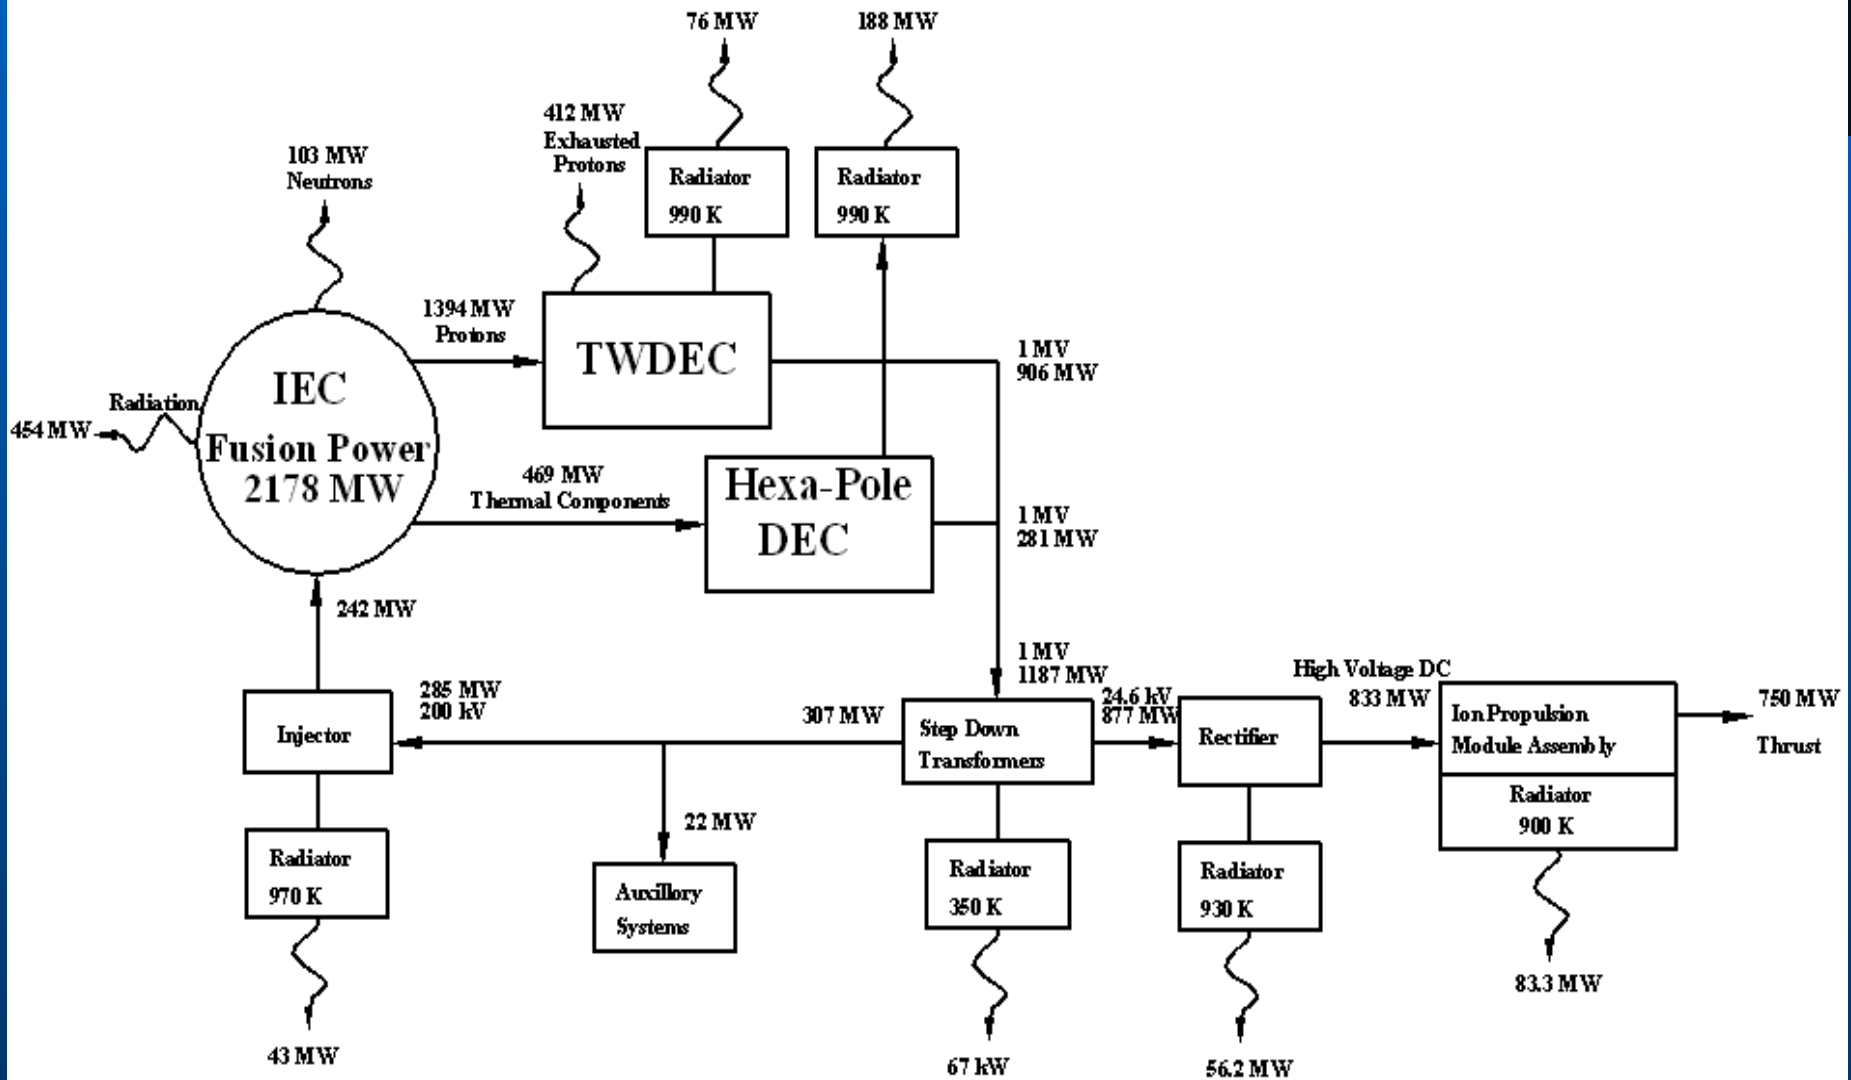 76 MW
188 MW
412 MW
Exhausted
Protons
103 MW
Neutrons
Radiator
990 K
Radiator
990 K
1394 MW
Protons
TWDEC
1 MV
906 MW
IEC
Fusion Power
2178 MW
Radiation
454 MW
469 MW
Thermal Components
Hexa-Pole
DEC
1 MV
281 MW
242 MW
1 MV
1187 MW
285 MW
200 kV
Injector
307 MW
Step Down
Transformers
24.6 kV
877 MW
Rectifier
High Voltage DC
833 MW
Ion Propulsion
Module Assembly
Radiator
900 K
750 MW
Thrust
22 MW
Radiator
970 K
Auxillory
Systems
Radiator
350 K
Radiator
930 K
83.3 MW
43 MW
67 kW
56.2 MW